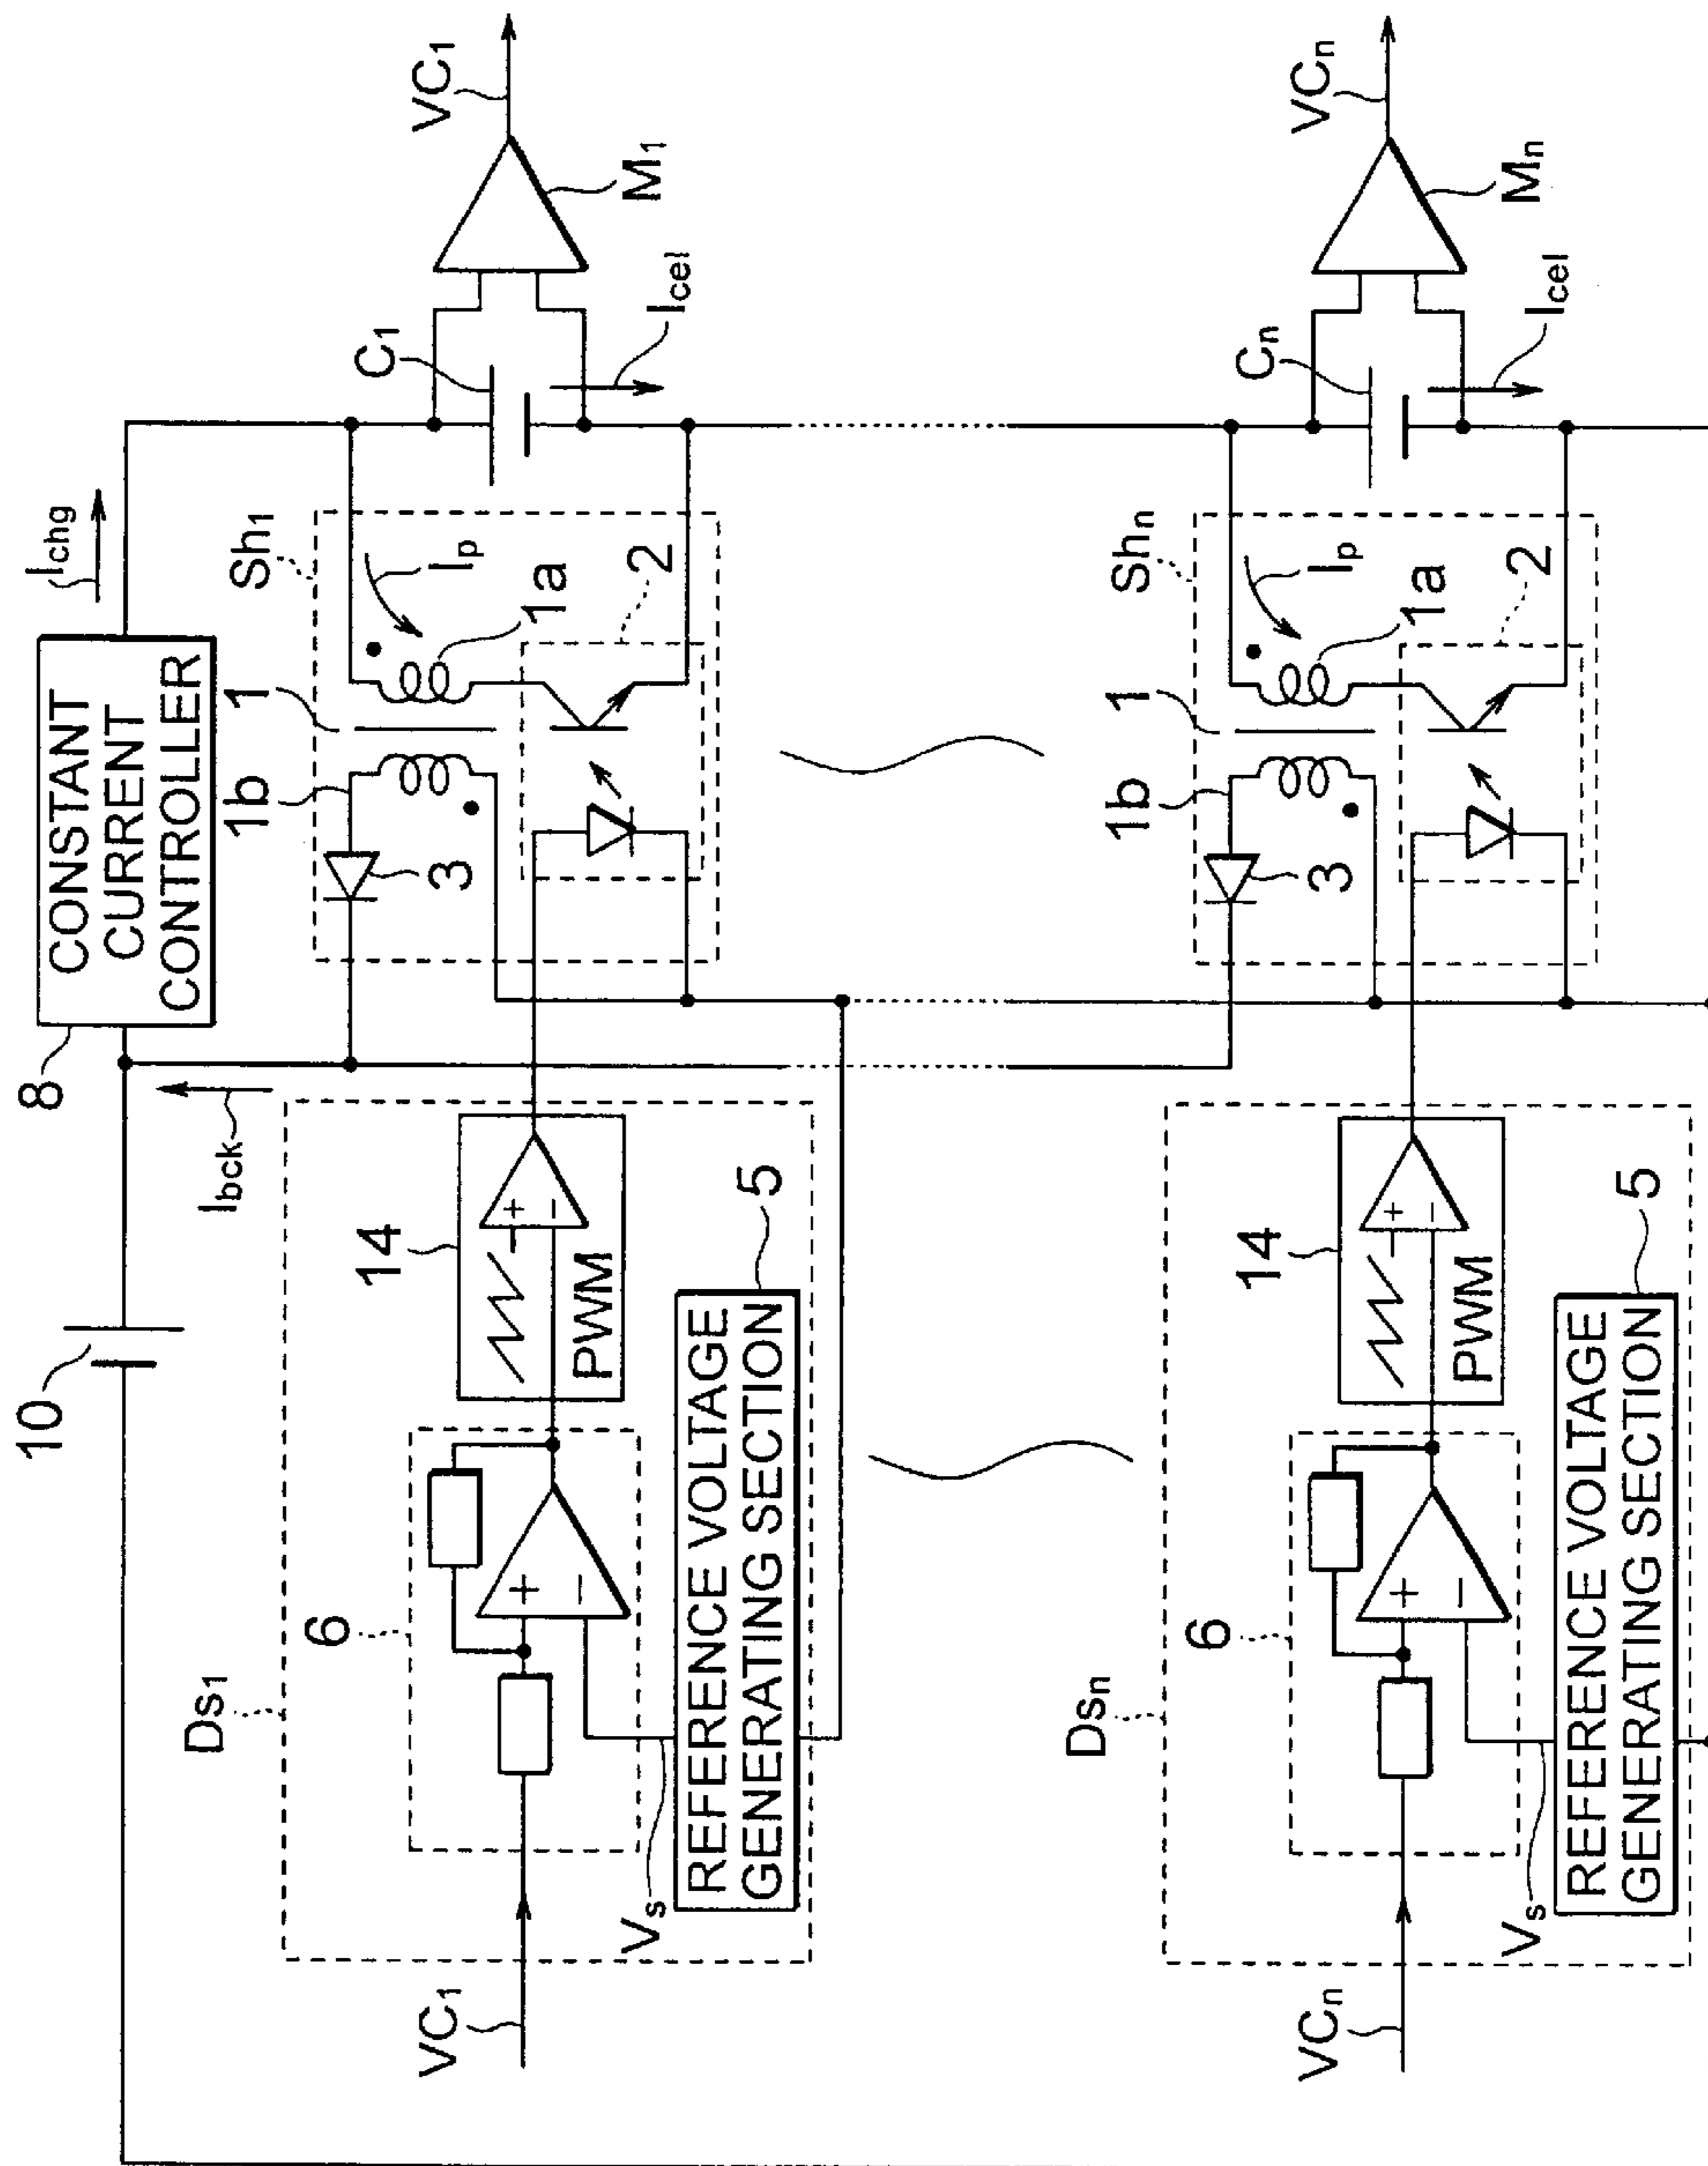 VC1
VCn
M1
Mn
C1
Icel
Cn
Icel
Ichg
CONSTANT
CURRENT
CONTROLLER
8
Sh1
Ip
2
1a
1
1b
3
Shn
Ip
2
1a
1
1b
3
Ibck
10
14
+
−
PWM
5
REFERENCE VOLTAGE
GENERATING SECTION
6
+
−
Ds1
Vs
VC1
14
+
−
PWM
5
REFERENCE VOLTAGE
GENERATING SECTION
6
+
−
Dsn
Vs
VCn